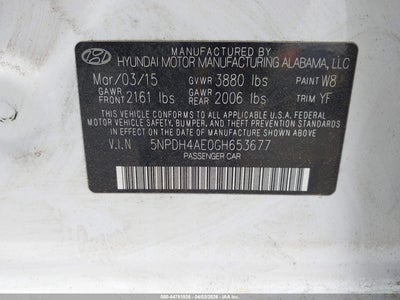 MANUFACTURED BY
HYUNDAI MOTOR MANUFACTURING ALABAMA, LLC
Mar/03/15 GVWR 3880 lbs PAINT W8
GAWR FRONT 2161 lbs GAWR REAR 2006 lbs TRIM YF
THIS VEHICLE CONFORMS TO ALL APPLICABLE U.S.A. FEDERAL
MOTOR VEHICLE SAFETY, BUMPER, AND THEFT PREVENTION
STANDARDS IN EFFECT ON THE DATE OF MANUFACTURE SHOWN ABOVE.
V.I.N 5NPDH4AE0GH653677
PASSENGER CAR